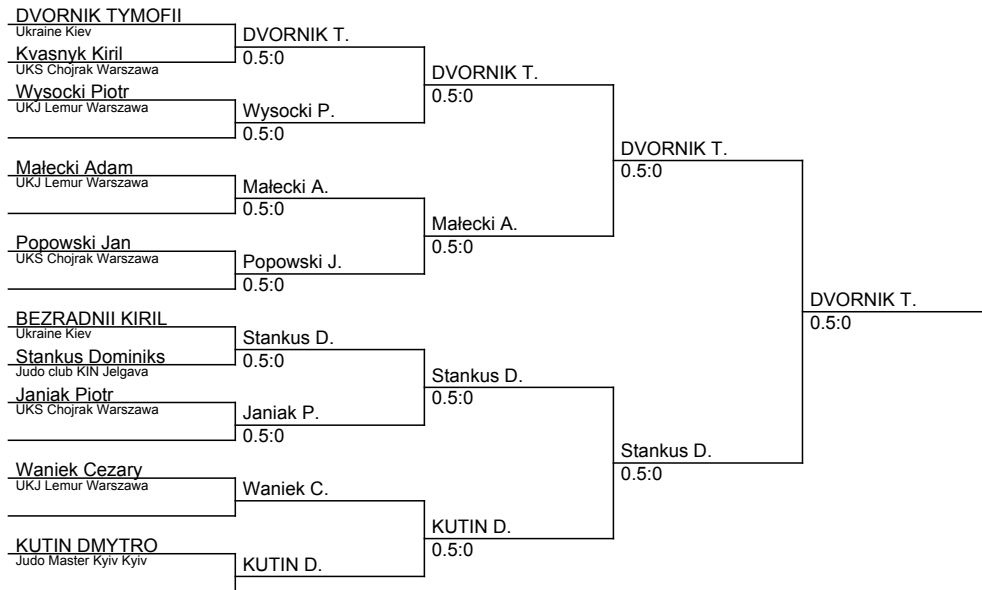 DVORNIK TYMOFII
Ukraine Kiev
DVORNIK T.
0.5:0
Kvasnyk Kiril
UKS Chojrak Warszawa
DVORNIK T.
0.5:0
Wysocki Piotr
UKJ Lemur Warszawa
Wysocki P.
0.5:0
DVORNIK T.
0.5:0
Małecki Adam
UKJ Lemur Warszawa
Małecki A.
0.5:0
Małecki A.
0.5:0
Popowski Jan
UKS Chojrak Warszawa
Popowski J.
0.5:0
DVORNIK T.
0.5:0
BEZRADNII KIRIL
Ukraine Kiev
Stankus D.
0.5:0
Stankus Dominiks
Judo club KIN Jelgava
Stankus D.
0.5:0
Janiak Piotr
UKS Chojrak Warszawa
Janiak P.
0.5:0
Stankus D.
0.5:0
Waniek Cezary
UKJ Lemur Warszawa
Waniek C.
KUTIN D.
0.5:0
KUTIN DMYTRO
Judo Master Kyiv Kyiv
KUTIN D.